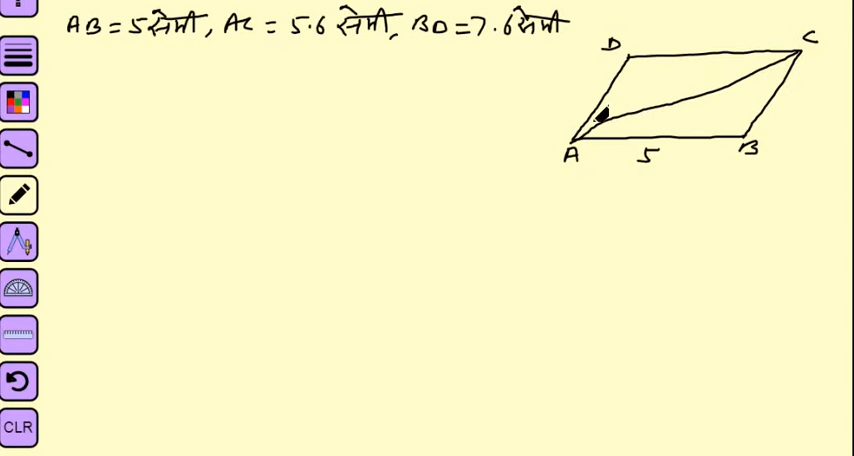 AB = 5 सेमी, AC = 5.6 सेमी, BD = 7.6 सेमी
D C
A 5 B
CLR